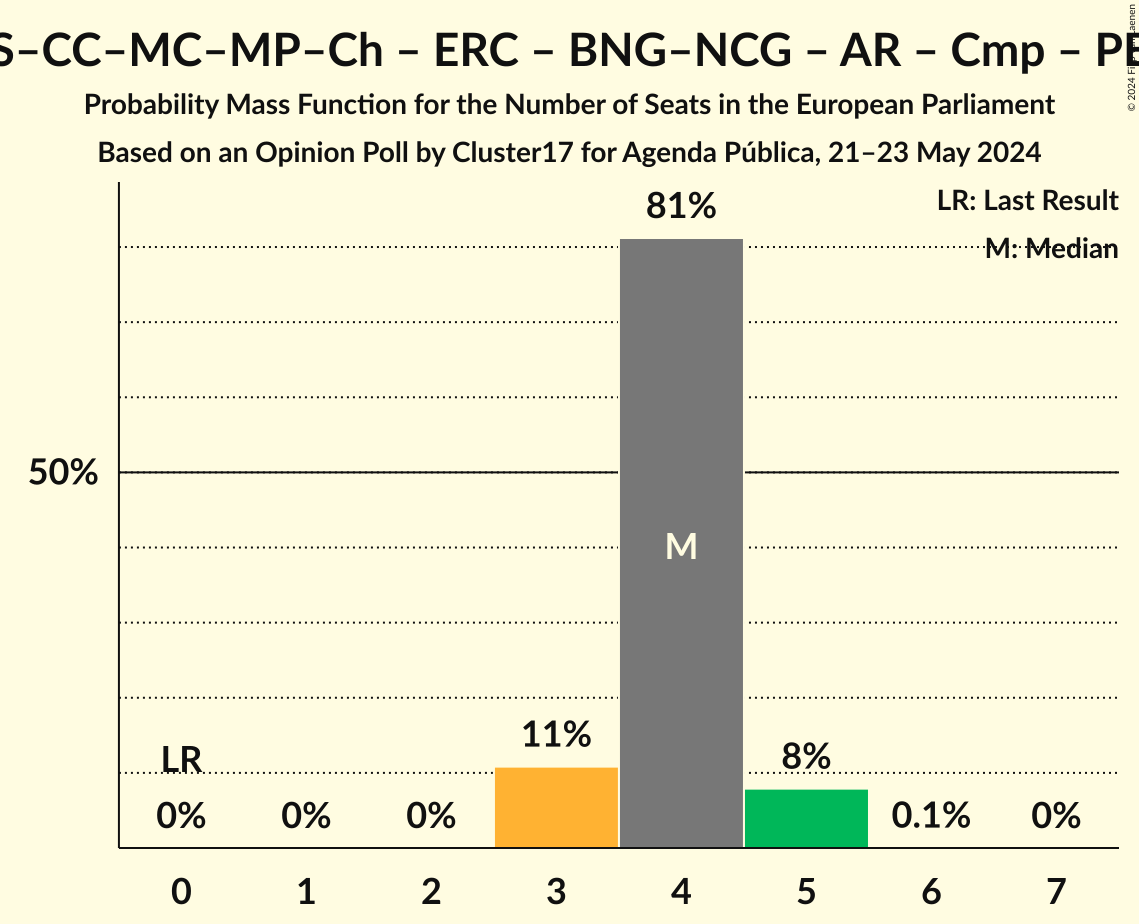 S–CC–MC–MP–Ch – ERC – BNG–NCG – AR – Cmp –
Probability Mass Function for the Number of Seats in the European Parliament
Based on an Opinion Poll by Cluster17 for Agenda Pública, 21–23 May 2024
© 2024
LR: Last Result
M: Median
81%
50%
M
11%
8%
LR
0% 0% 0% 0.1% 0%
0 1 2 3 4 5 6 7